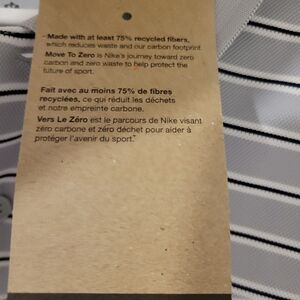 Made with at least 75% recycled fibers,
which reduces waste and our carbon footprint.
Move To Zero is Nike's journey toward zero
carbon and zero waste to help protect the
future of sport.
Fait avec au moins 75% de fibres
recyclées, ce qui réduit les déchets
et notre empreinte carbone.
Vers Le Zéro est le parcours de Nike visant
zéro carbone et zéro déchet pour aider à
protéger l'avenir du sport.